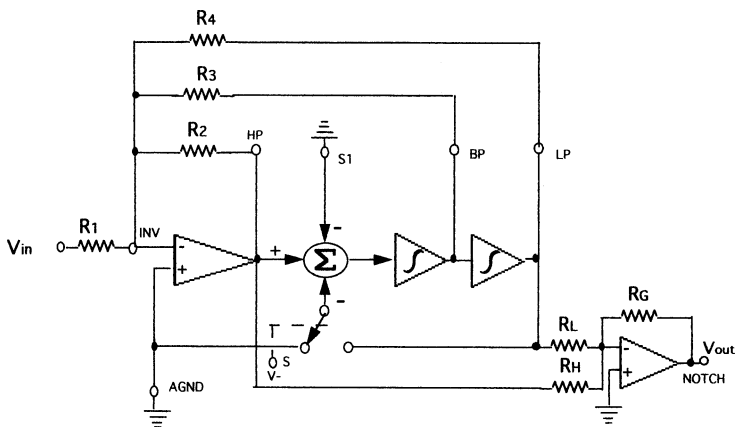 R4
R3
R2
HP
S1
BP
LP
R1
INV
Vin
-
+
+
-
Σ
-
∫
∫
RG
RL
-
Vout
S
V-
RH
+
NOTCH
AGND